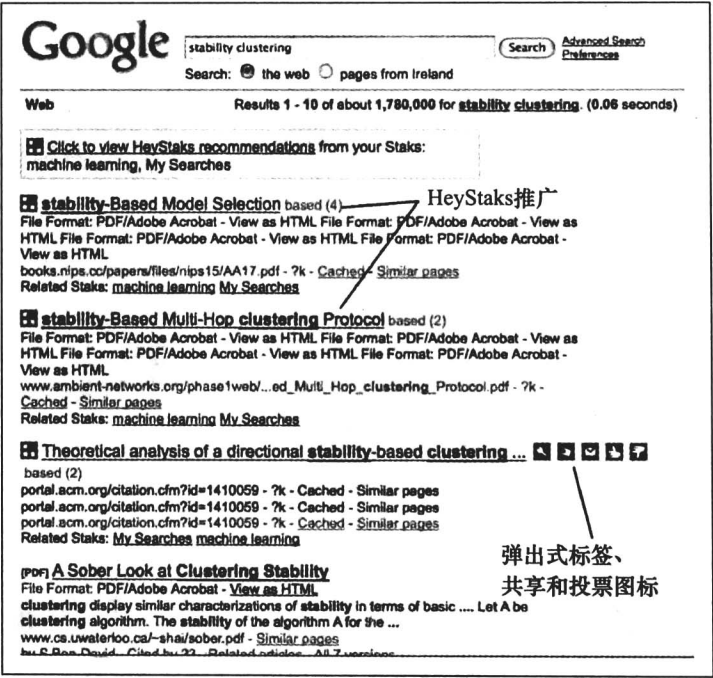 Google
stability clustering
Search
Advanced Search
Preferences
Search: the web pages from Ireland
Web Results 1 - 10 of about 1,780,000 for stability clustering. (0.06 seconds)
Click to view HeyStaks recommendations from your Staks:
machine learning, My Searches
stability-Based Model Selection based (4)
HeyStaks推广
File Format: PDF/Adobe Acrobat - View as HTML File Format: PDF/Adobe Acrobat - View as
HTML File Format: PDF/Adobe Acrobat - View as HTML File Format: PDF/Adobe Acrobat -
View as HTML
books.nips.cc/papers/files/nips15/AA17.pdf - ?k - Cached - Similar pages
Related Staks: machine learning My Searches
stability-Based Multi-Hop clustering Protocol based (2)
File Format: PDF/Adobe Acrobat - View as HTML File Format: PDF/Adobe Acrobat - View as
HTML File Format: PDF/Adobe Acrobat - View as HTML File Format: PDF/Adobe Acrobat -
View as HTML
www.ambient-networks.org/phase1web/...ed_Multi_Hop_clustering_Protocol.pdf - ?k -
Cached - Similar pages
Related Staks: machine learning My Searches
Theoretical analysis of a directional stability-based clustering ...
based (2)
portal.acm.org/citation.cfm?id=1410059 - ?k - Cached - Similar pages
portal.acm.org/citation.cfm?id=1410059 - ?k - Cached - Similar pages
portal.acm.org/citation.cfm?id=1410059 - ?k - Cached - Similar pages
Related Staks: My Searches machine learning
弹出式标签、
共享和投票图标
[PDF] A Sober Look at Clustering Stability
File Format: PDF/Adobe Acrobat - View as HTML
clustering display similar characterizations of stability in terms of basic .... Let A be
clustering algorithm. The stability of the algorithm A for the ...
www.cs.uwaterloo.ca/~shai/sober.pdf - Similar pages
by S Ben-David - Cited by 23 - Related articles - All 7 versions